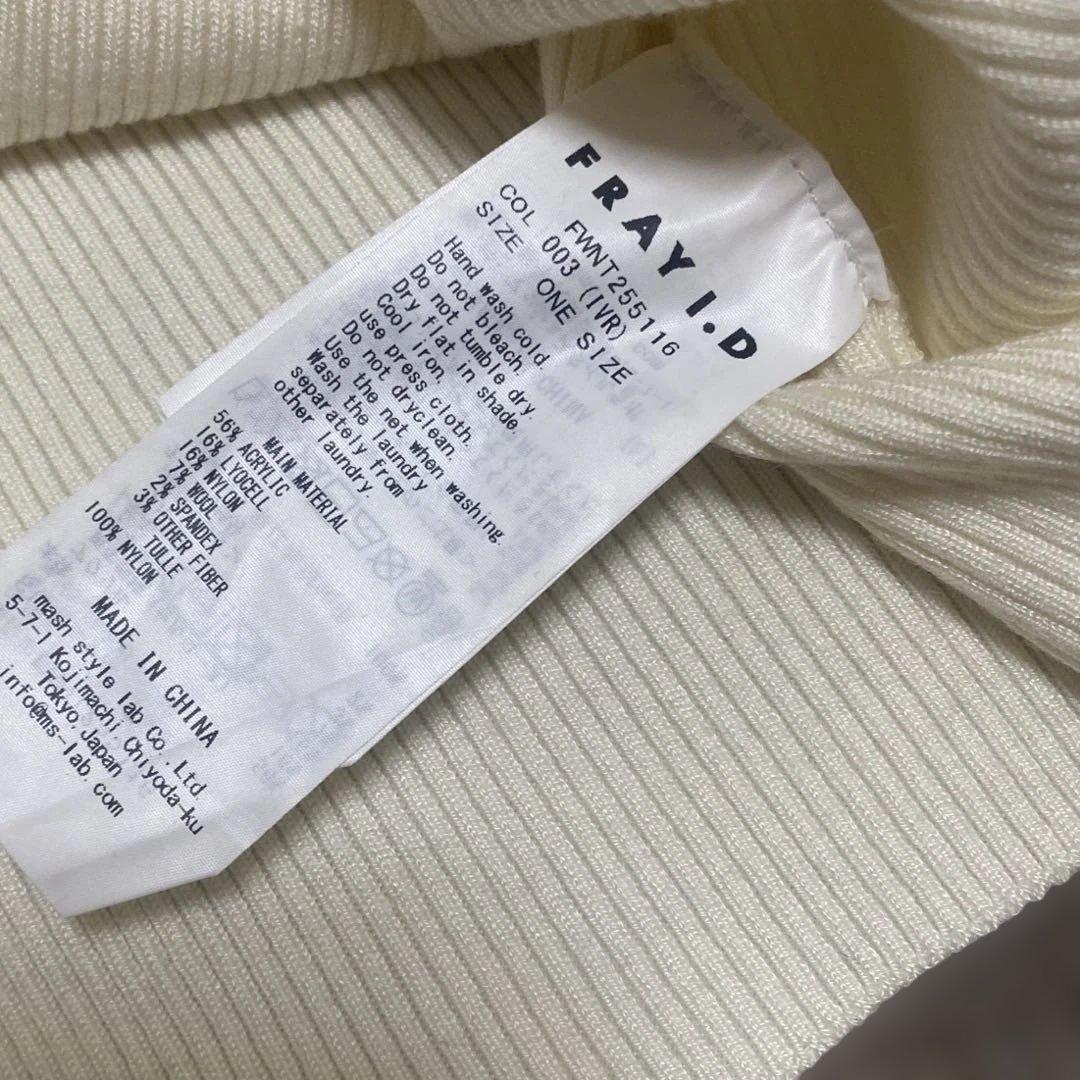 FRAY I.D
FWNT255116
COL 003 (IVR)
SIZE ONE SIZE
Hand wash cold.
Do not bleach.
Do not tumble dry.
Dry flat in shade.
Cool iron,
use press cloth.
Do not dryclean.
Use the net when washing.
Wash the laundry
separately from
other laundry.
MAIN MATERIAL
56% ACRYLIC
16% LYOCELL
16% NYLON
7% WOOL
2% SPANDEX
3% OTHER FIBER
TULLE
100% NYLON
MADE IN CHINA
mash style lab Co.,Ltd
5-7-1 Kojimachi,Chiyoda-ku
Tokyo,Japan
info@ms-lab.com